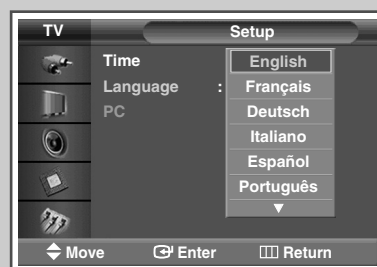 TV Setup
Time English
Language : Français
PC Deutsch
Italiano
Español
Português
Move Enter Return